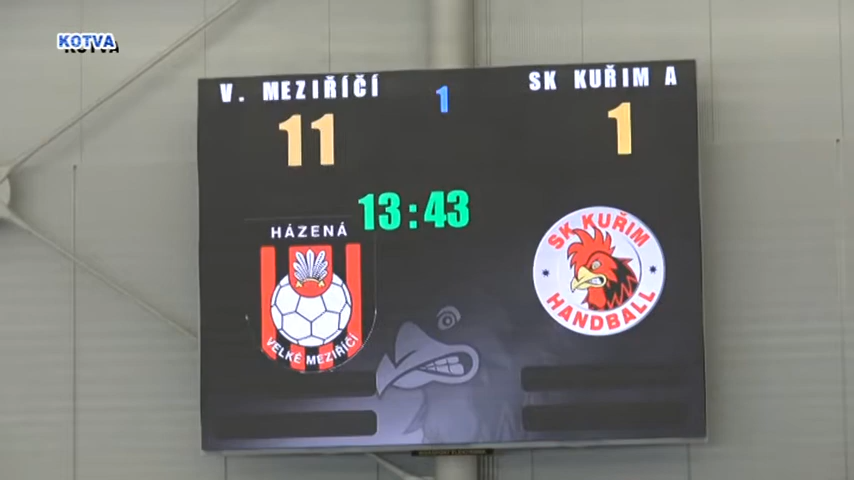 KOTVA
V. MEZIŘÍČÍ
1
SK KUŘIM A
11
1
13:43
HÁZENÁ
VELKÉ MEZIŘÍČÍ
SK KUŘIM
HANDBALL